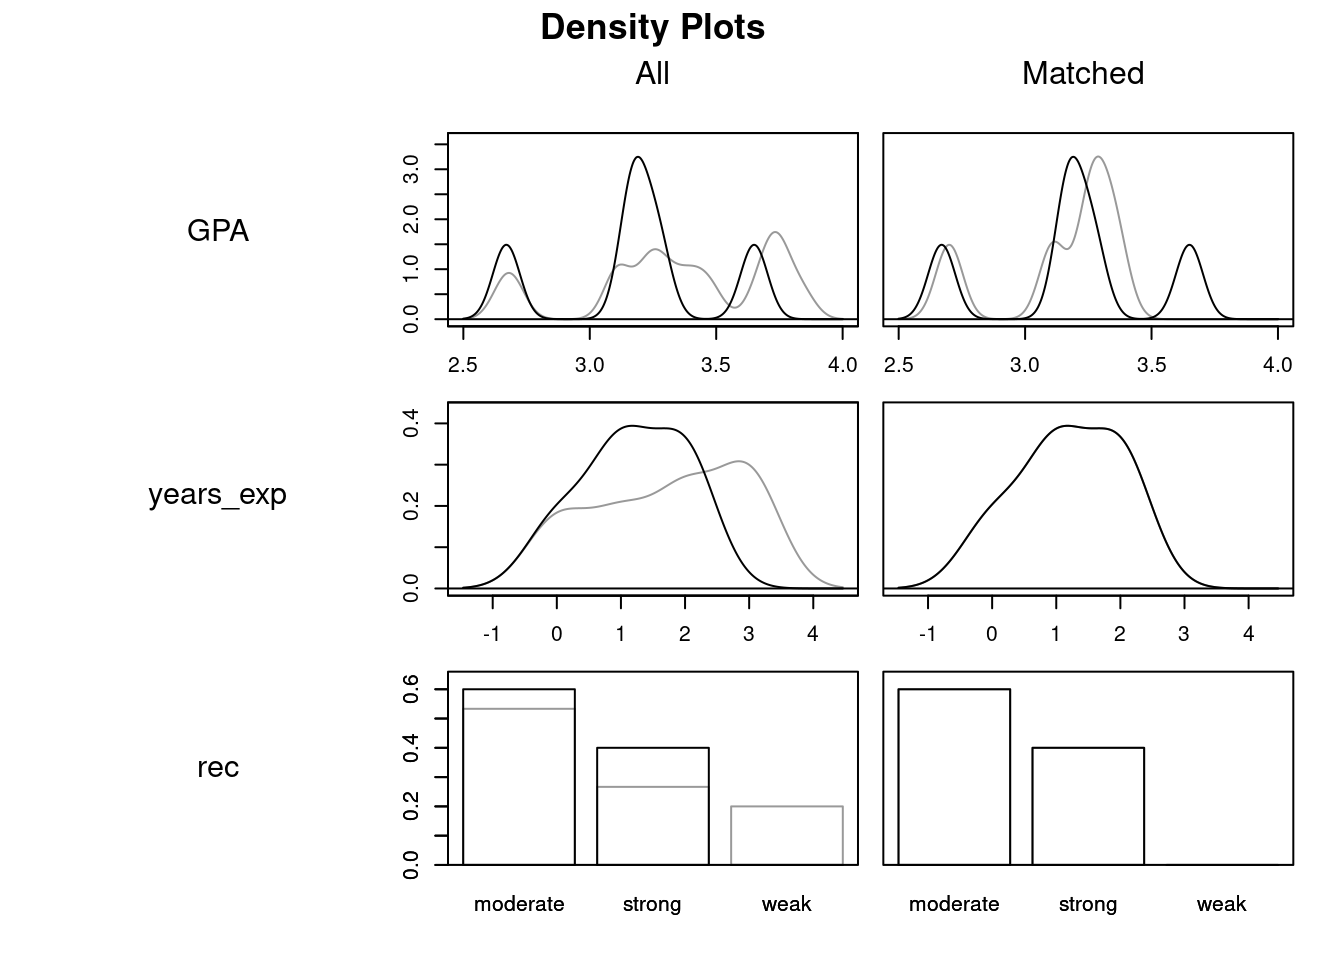 Density Plots
All Matched
GPA
0.0 1.0 2.0 3.0
2.5 3.0 3.5 4.0 2.5 3.0 3.5 4.0
years_exp
0.0 0.2 0.4
-1 0 1 2 3 4 -1 0 1 2 3 4
rec
0.0 0.2 0.4 0.6
moderate strong weak moderate strong weak